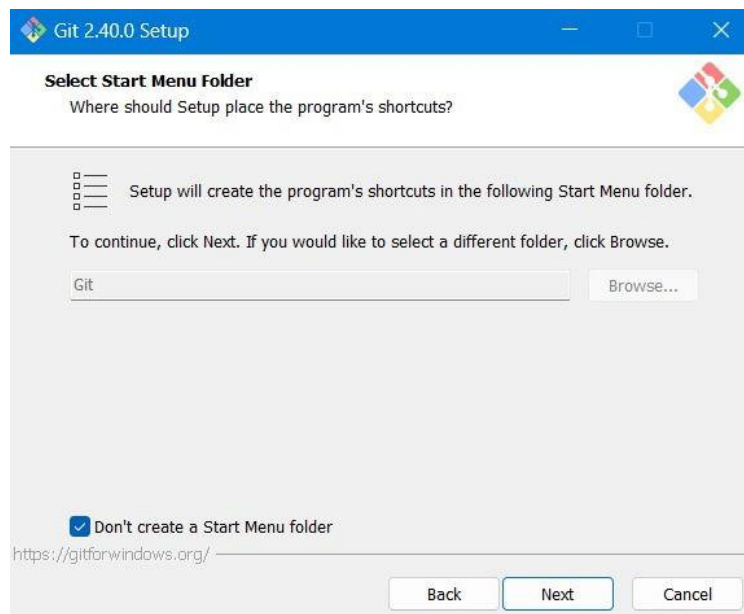 Git 2.40.0 Setup
Select Start Menu Folder
Where should Setup place the program's shortcuts?
Setup will create the program's shortcuts in the following Start Menu folder.
To continue, click Next. If you would like to select a different folder, click Browse.
Git
Browse...
Don't create a Start Menu folder
https://gitforwindows.org/
Back
Next
Cancel